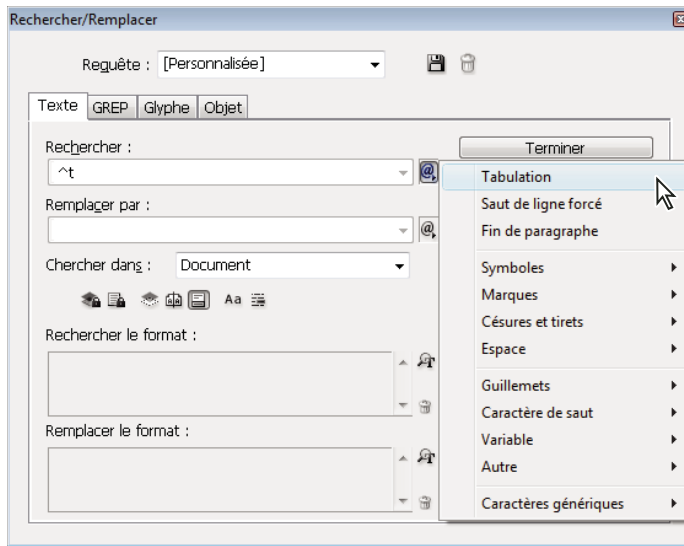 Rechercher/Remplacer
Requête : [Personnalisée]
Texte GREP Glyphe Objet
Rechercher : Terminer
^t @
Tabulation
Saut de ligne forcé
Remplacer par :
@
Fin de paragraphe
Chercher dans : Document
Symboles
Marques
Aa
Césures et tirets
Rechercher le format :
Espace
Guillemets
Caractère de saut
Remplacer le format :
Variable
Autre
Caractères génériques